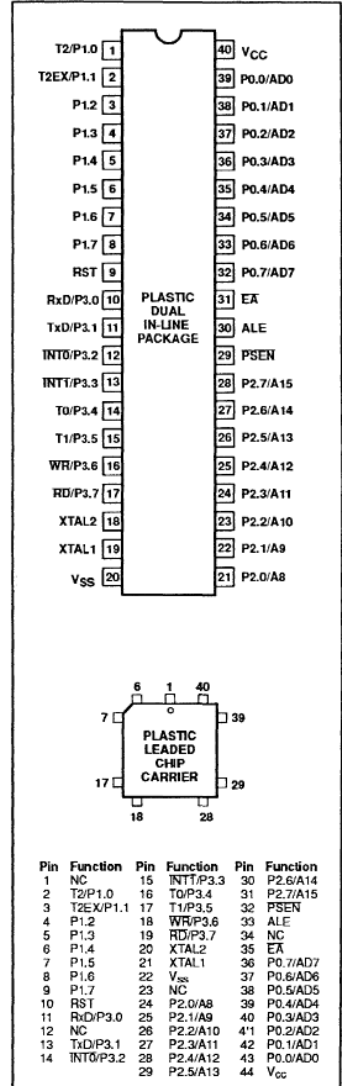 T2/P1.0 1 40 VCC
T2EX/P1.1 2 39 P0.0/AD0
P1.2 3 38 P0.1/AD1
P1.3 4 37 P0.2/AD2
P1.4 5 36 P0.3/AD3
P1.5 6 35 P0.4/AD4
P1.6 7 34 P0.5/AD5
P1.7 8 33 P0.6/AD6
RST 9 32 P0.7/AD7
RxD/P3.0 10 PLASTIC 31 EA
TxD/P3.1 11 DUAL 30 ALE
IN-LINE
PACKAGE
INT0/P3.2 12 29 PSEN
INT1/P3.3 13 28 P2.7/A15
T0/P3.4 14 27 P2.6/A14
T1/P3.5 15 26 P2.5/A13
WR/P3.6 16 25 P2.4/A12
RD/P3.7 17 24 P2.3/A11
XTAL2 18 23 P2.2/A10
XTAL1 19 22 P2.1/A9
VSS 20 21 P2.0/A8
6 1 40
7 39
PLASTIC
LEADED
CHIP
CARRIER
17 29
18 28
Pin Function Pin Function Pin Function
1 NC 15 INT1/P3.3 30 P2.6/A14
2 T2/P1.0 16 T0/P3.4 31 P2.7/A15
3 T2EX/P1.1 17 T1/P3.5 32 PSEN
4 P1.2 18 WR/P3.6 33 ALE
5 P1.3 19 RD/P3.7 34 NC
6 P1.4 20 XTAL2 35 EA
7 P1.5 21 XTAL1 36 P0.7/AD7
8 P1.6 22 VSS 37 P0.6/AD6
9 P1.7 23 NC 38 P0.5/AD5
10 RST 24 P2.0/A8 39 P0.4/AD4
11 RxD/P3.0 25 P2.1/A9 40 P0.3/AD3
12 NC 26 P2.2/A10 4'1 P0.2/AD2
13 TxD/P3.1 27 P2.3/A11 42 P0.1/AD1
14 INT0/P3.2 28 P2.4/A12 43 P0.0/AD0
29 P2.5/A13 44 VCC